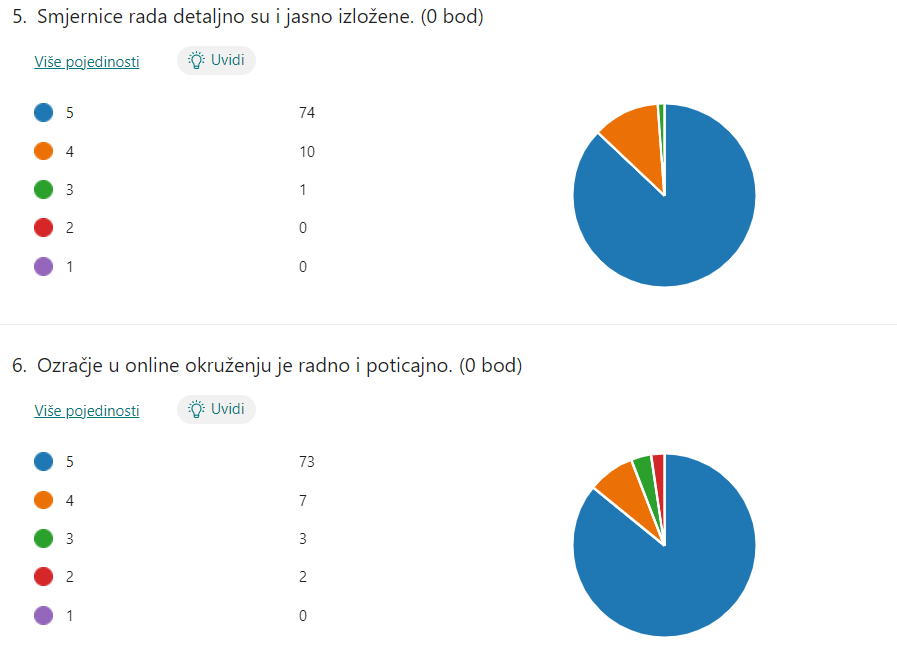 5. Smjernice rada detaljno su i jasno izložene. (0 bod)
Više pojedinosti Uvidi
5 74
4 10
3 1
2 0
1 0
6. Ozračje u online okruženju je radno i poticajno. (0 bod)
Više pojedinosti Uvidi
5 73
4 7
3 3
2 2
1 0